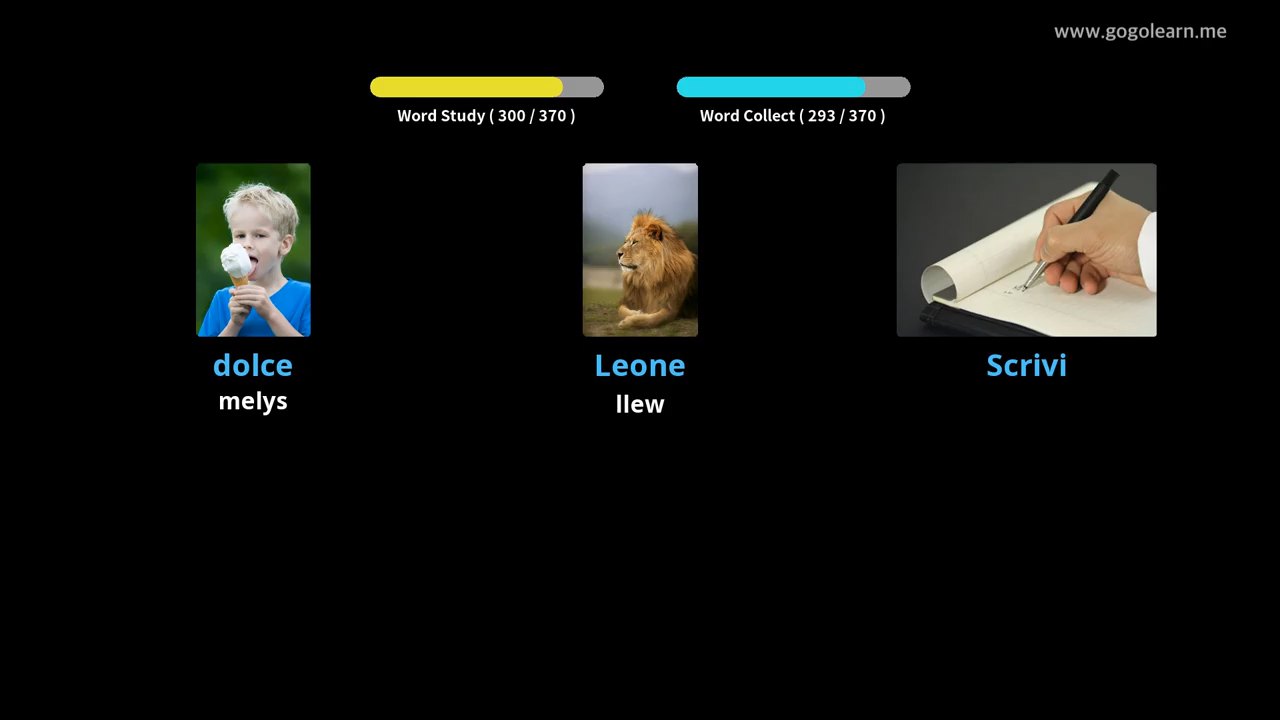 www.gogolearn.me
Word Study ( 300 / 370 )
Word Collect ( 293 / 370 )
dolce
melys
Leone
llew
Scrivi